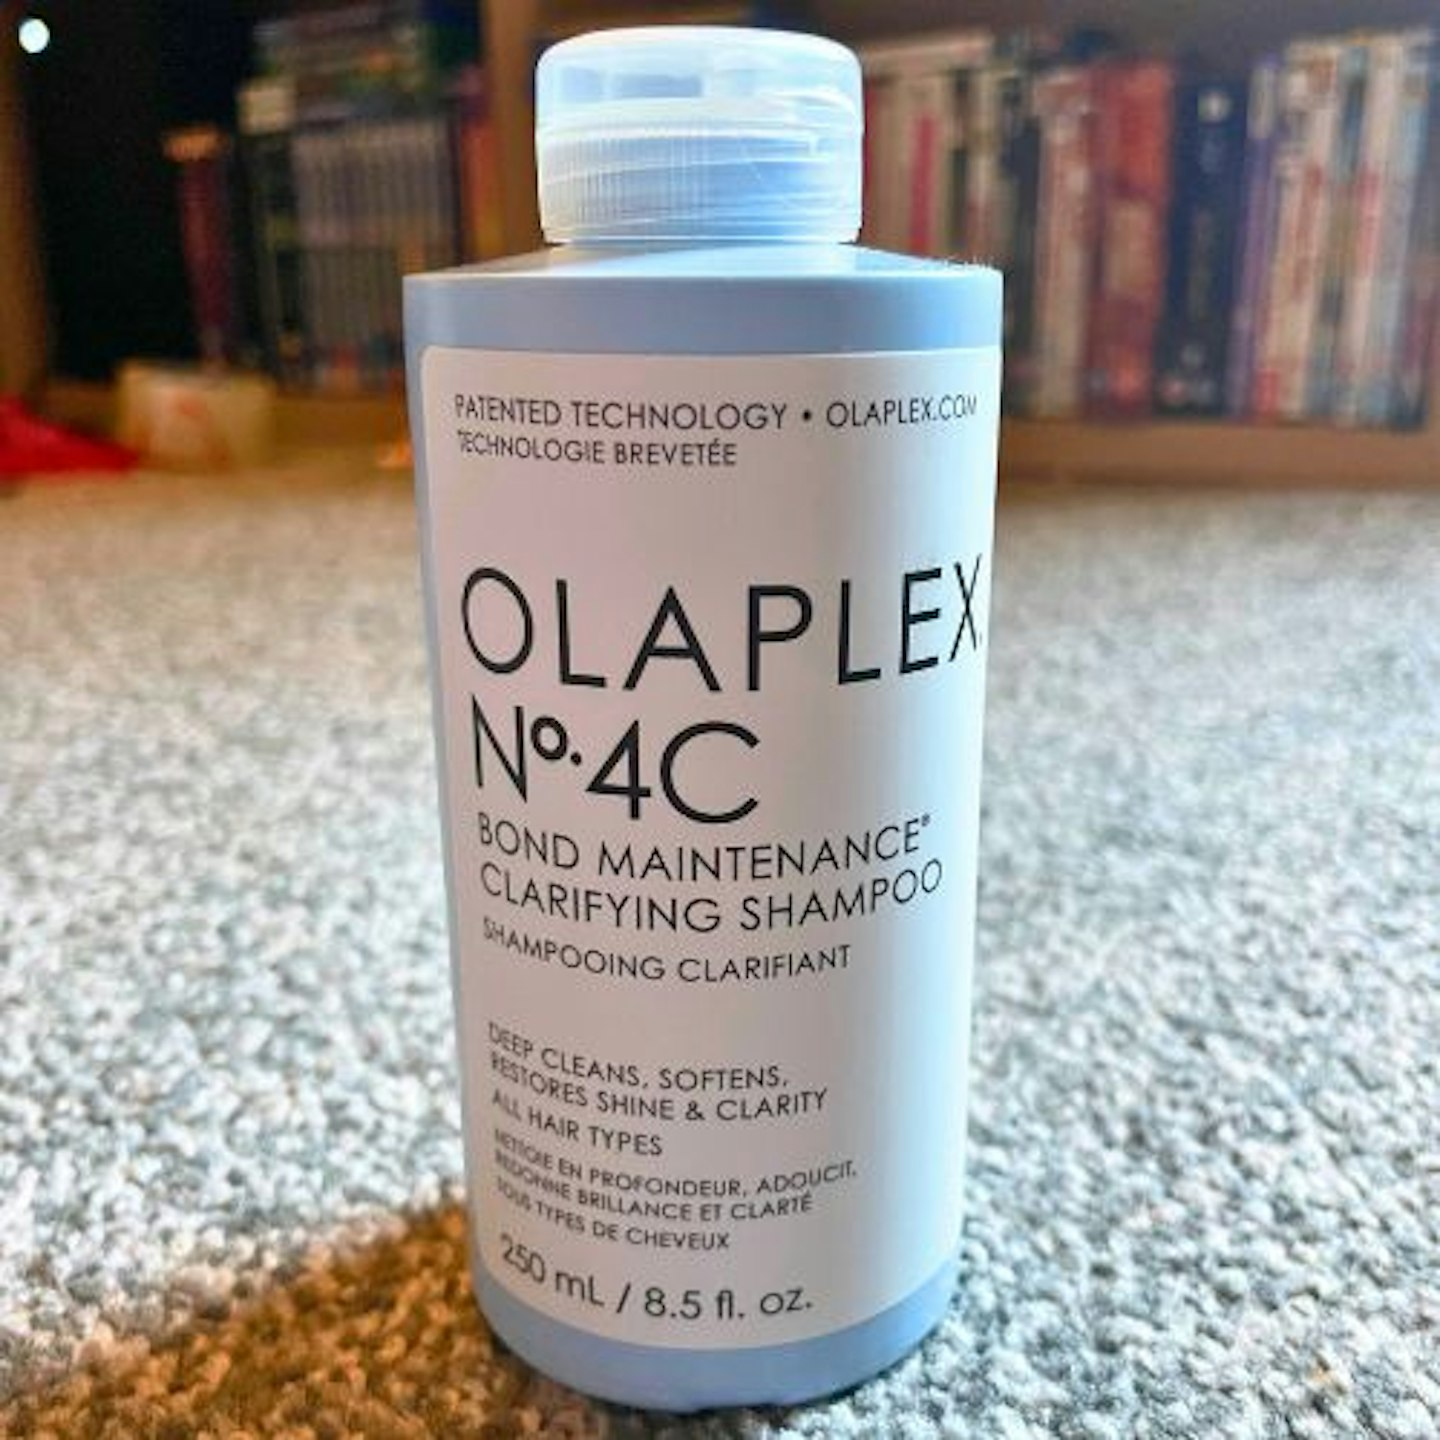 PATENTED TECHNOLOGY • OLAPLEX.COM
TECHNOLOGIE BREVETÉE
OLAPLEX.
Nº.4C
BOND MAINTENANCE®
CLARIFYING SHAMPOO
SHAMPOOING CLARIFIANT
DEEP CLEANS, SOFTENS,
RESTORES SHINE & CLARITY
ALL HAIR TYPES
NETTOIE EN PROFONDEUR, ADOUCIT,
REDONNE BRILLANCE ET CLARTÉ
TOUS TYPES DE CHEVEUX
250 mL / 8.5 fl. oz.